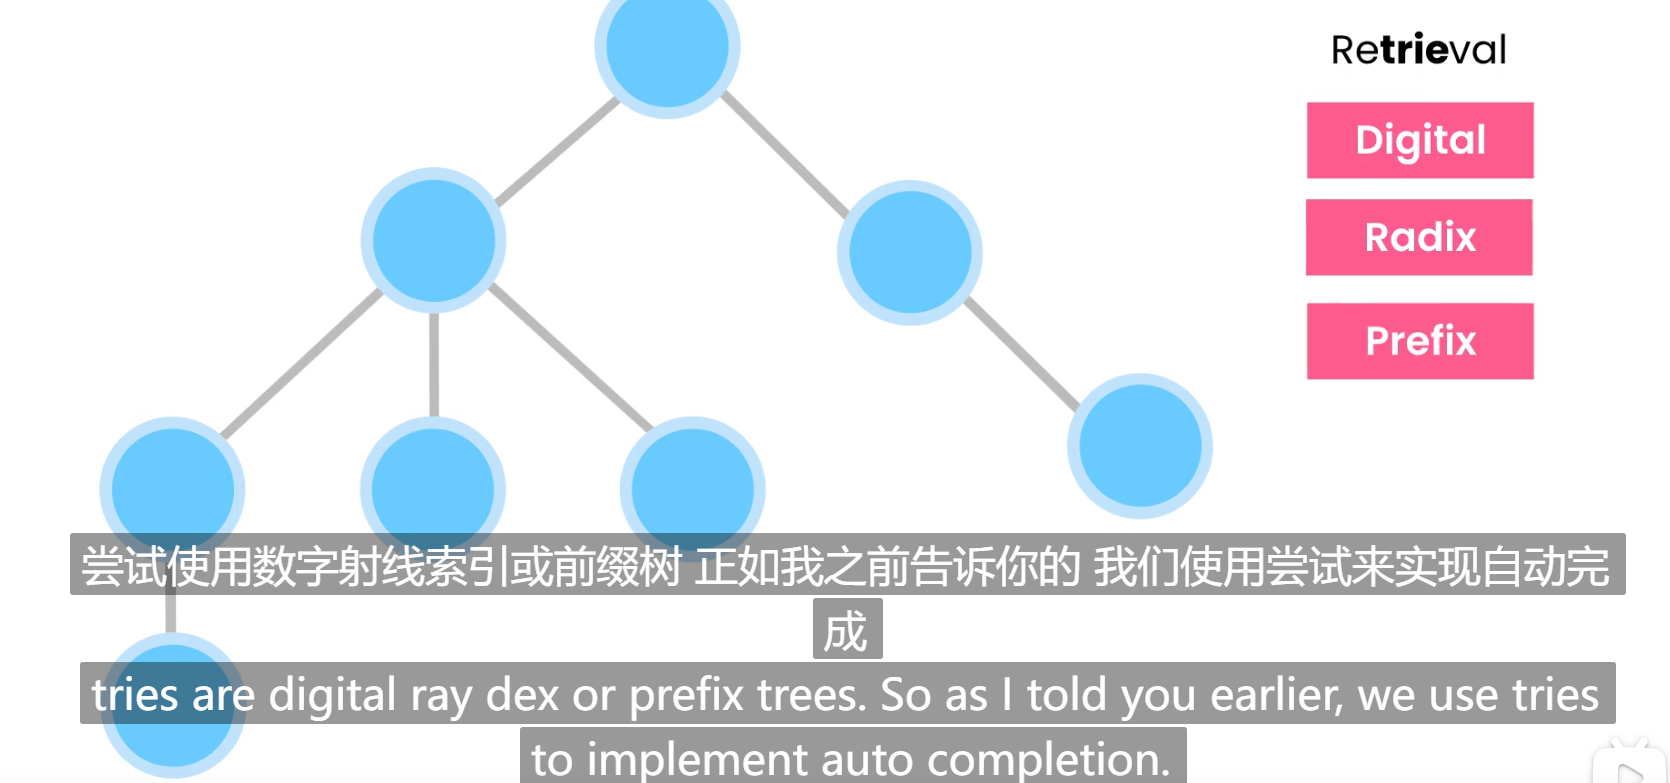 Retrieval
Digital
Radix
Prefix
尝试使用数字射线索引或前缀树 正如我之前告诉你的 我们使用尝试来实现自动完
成
tries are digital ray dex or prefix trees. So as I told you earlier, we use tries
to implement auto completion.